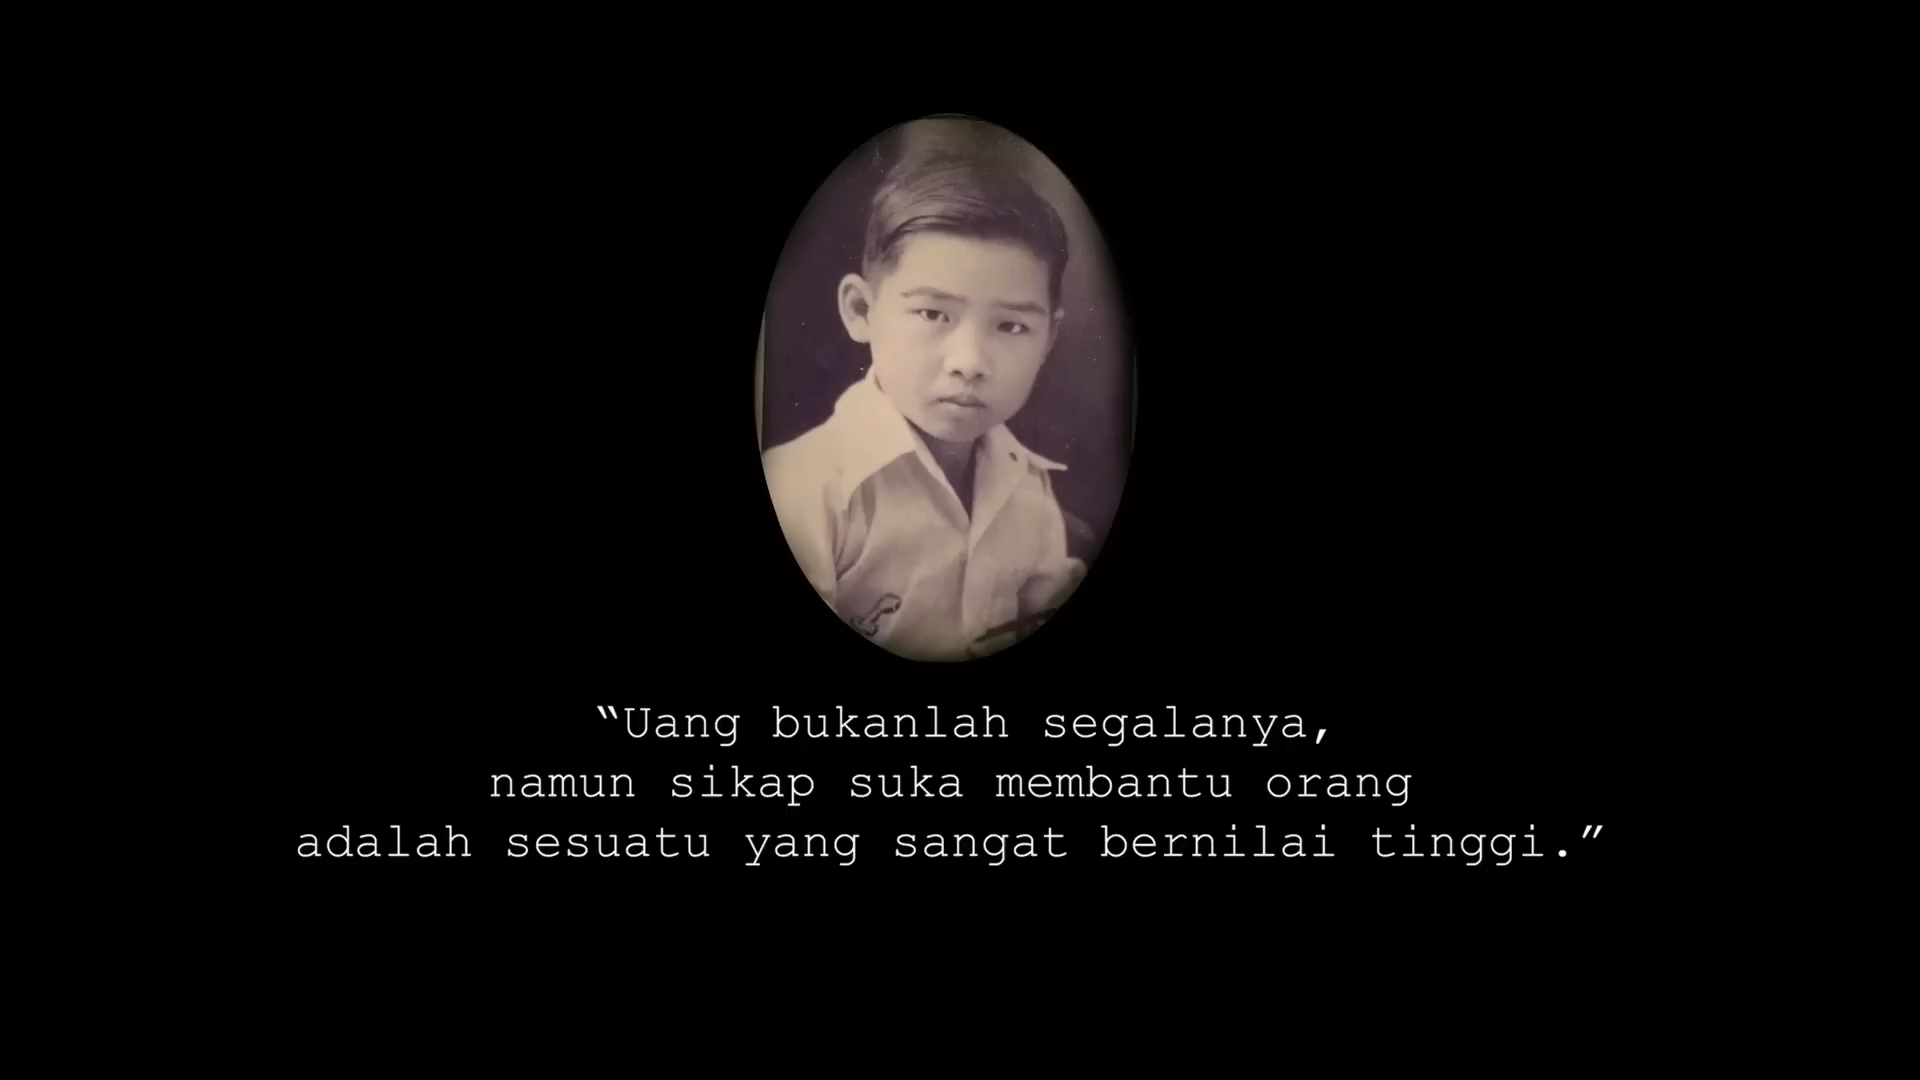 “Uang bukanlah segalanya,
namun sikap suka membantu orang
adalah sesuatu yang sangat bernilai tinggi.”